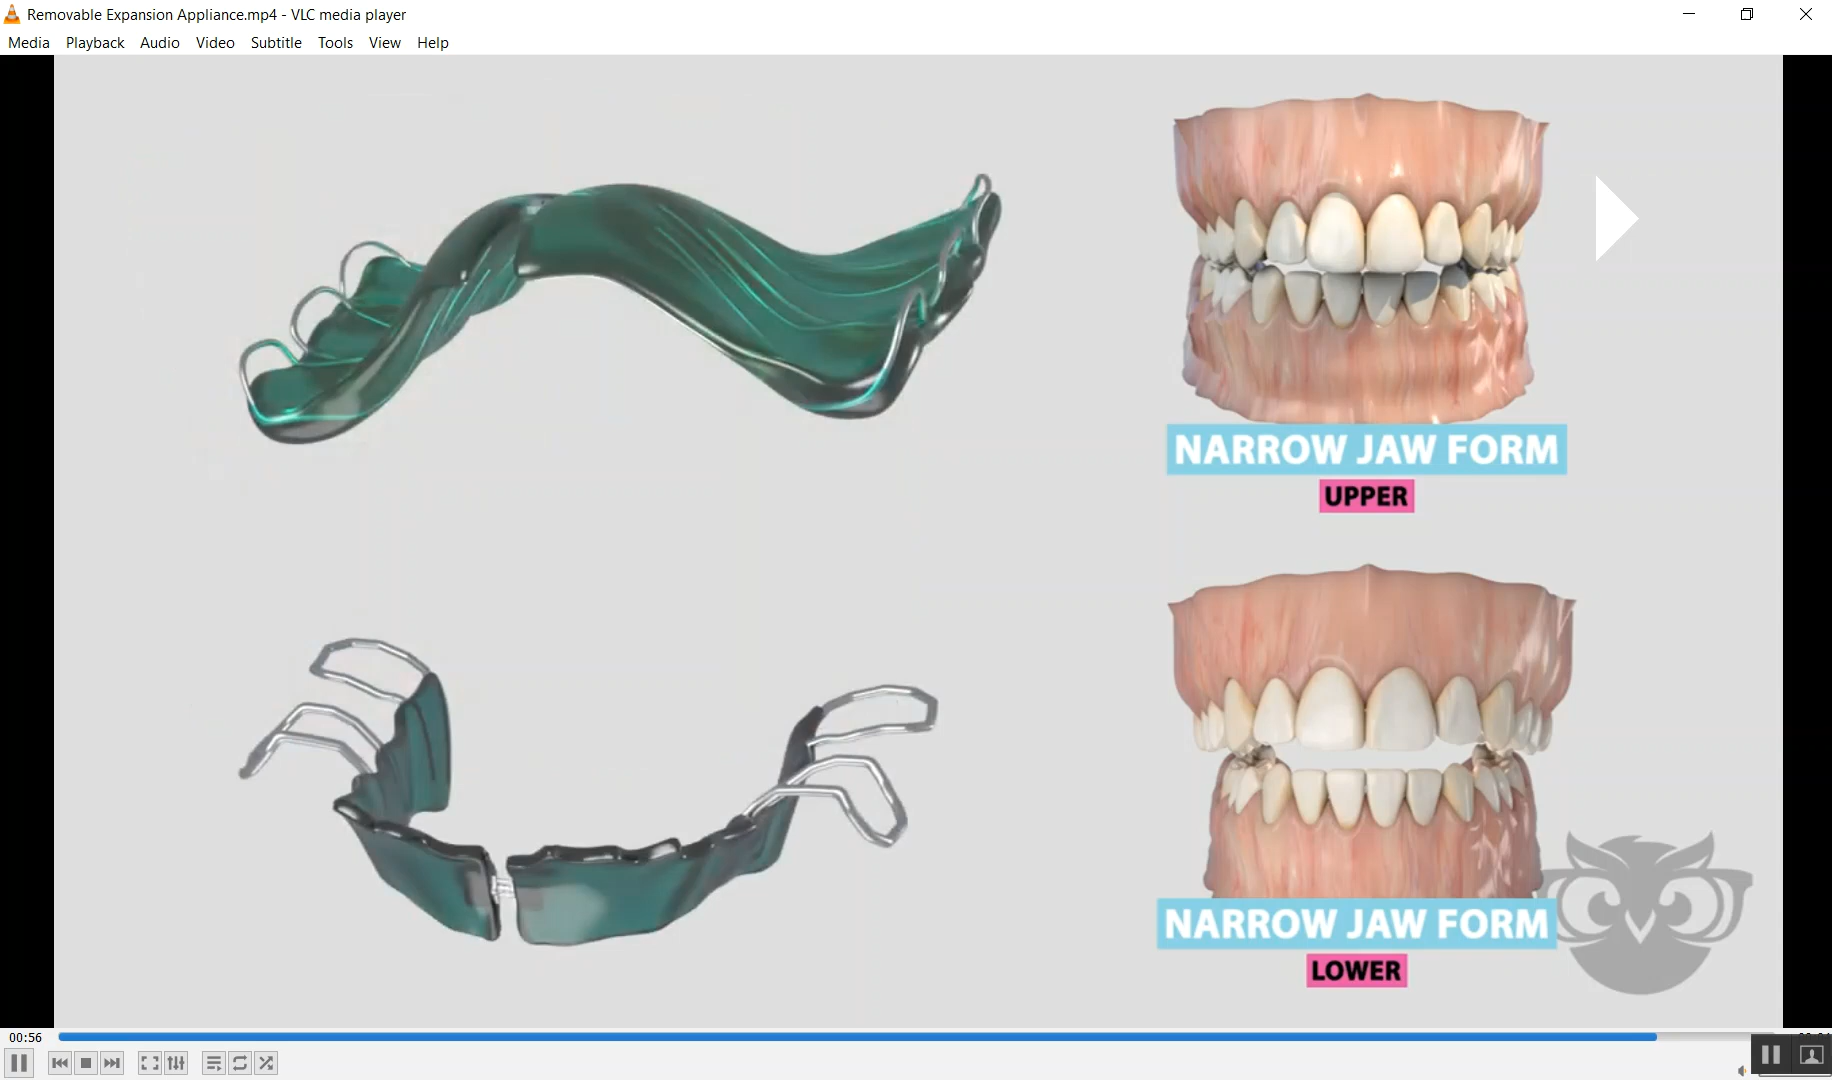 Removable Expansion Appliance.mp4 - VLC media player
Media Playback Audio Video Subtitle Tools View Help
NARROW JAW FORM
UPPER
NARROW JAW FORM
LOWER
00:56